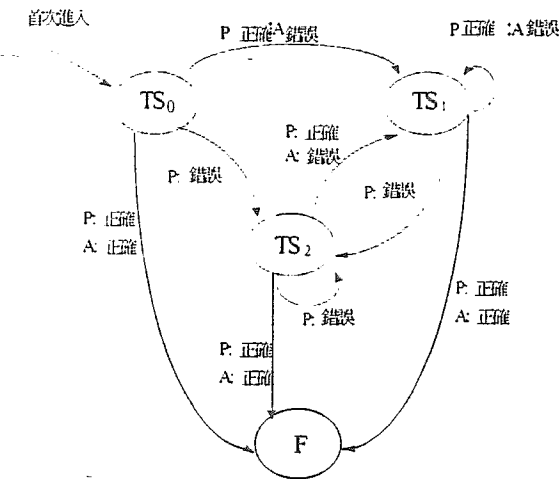 首次進入
P 正確:A 錯誤
P 正確 :A 錯誤
TS0
TS1
P: 正確
A: 錯誤
P: 錯誤
P: 錯誤
P: 正確
A: 正確
TS2
P: 錯誤
P: 正確
A: 正確
P: 正確
A: 正確
F